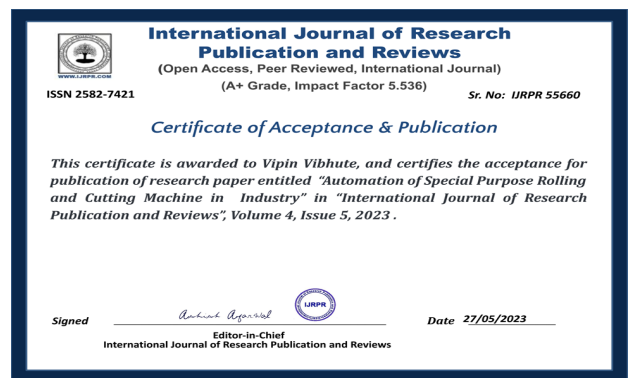 International Journal of Research
Publication and Reviews
(Open Access, Peer Reviewed, International Journal)
(A+ Grade, Impact Factor 5.536)
WWW.IJRPR.COM
ISSN 2582-7421
Sr. No: IJRPR 55660
Certificate of Acceptance & Publication
This certificate is awarded to Vipin Vibhute, and certifies the acceptance for
publication of research paper entitled “Automation of Special Purpose Rolling
and Cutting Machine in Industry” in “International Journal of Research
Publication and Reviews”, Volume 4, Issue 5, 2023 .
IJRPR
Signed
Date 27/05/2023
Editor-in-Chief
International Journal of Research Publication and Reviews